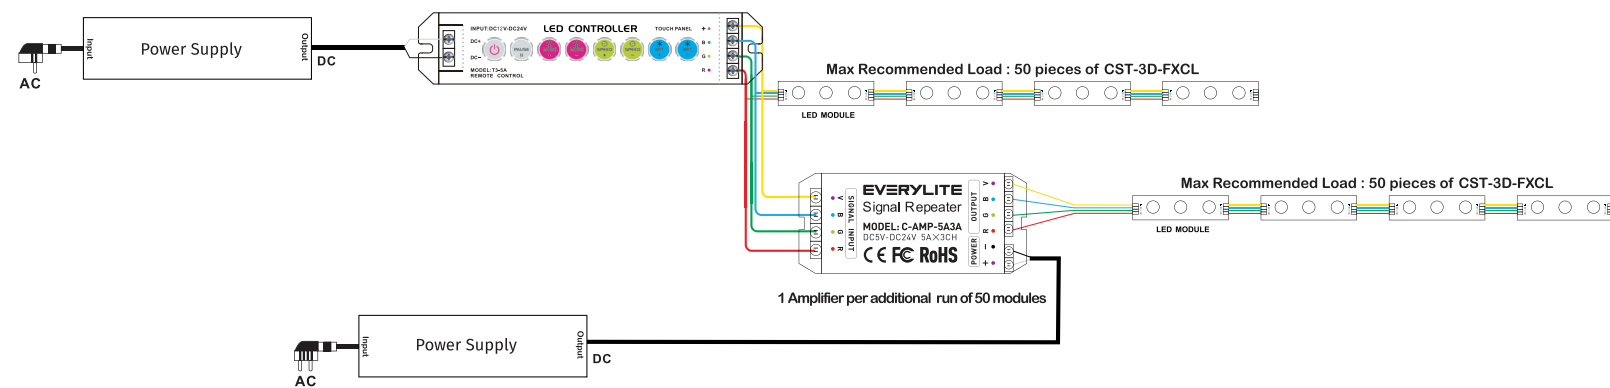 AC
Input
Power Supply
Output
DC
INPUT:DC12V-DC24V
LED CONTROLLER
TOUCH PANEL
DC+
DC−
PAUSE
SPEED
SPEED
MODEL:T3-5A
REMOTE CONTROL
+
B
G
R
Max Recommended Load : 50 pieces of CST-3D-FXCL
LED MODULE
SIGNAL INPUT
V
B
G
R
EVERYLITE
Signal Repeater
MODEL: C-AMP-5A3A
DC5V-DC24V 5A×3CH
CE FC RoHS
OUTPUT
V
B
G
R
POWER
−
+
Max Recommended Load : 50 pieces of CST-3D-FXCL
LED MODULE
1 Amplifier per additional run of 50 modules
AC
Input
Power Supply
Output
DC